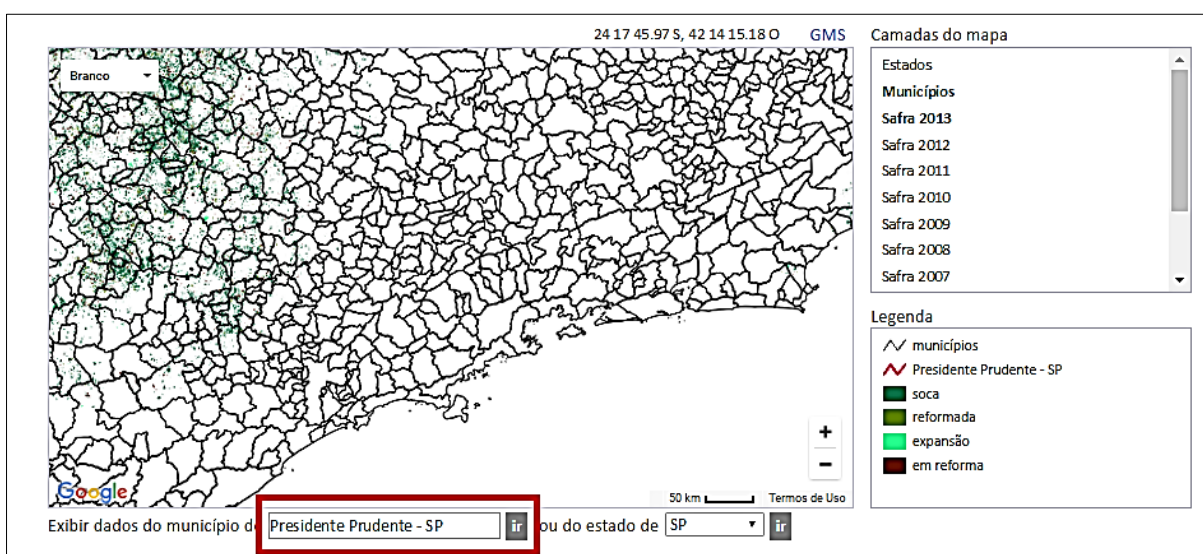 24 17 45.97 S, 42 14 15.18 O GMS
Branco
Google
50 km Termos de Uso
Exibir dados do município d Presidente Prudente - SP ir ou do estado de SP ir
Camadas do mapa
Estados
Municípios
Safra 2013
Safra 2012
Safra 2011
Safra 2010
Safra 2009
Safra 2008
Safra 2007
Legenda
municípios
Presidente Prudente - SP
soca
reformada
expansão
em reforma